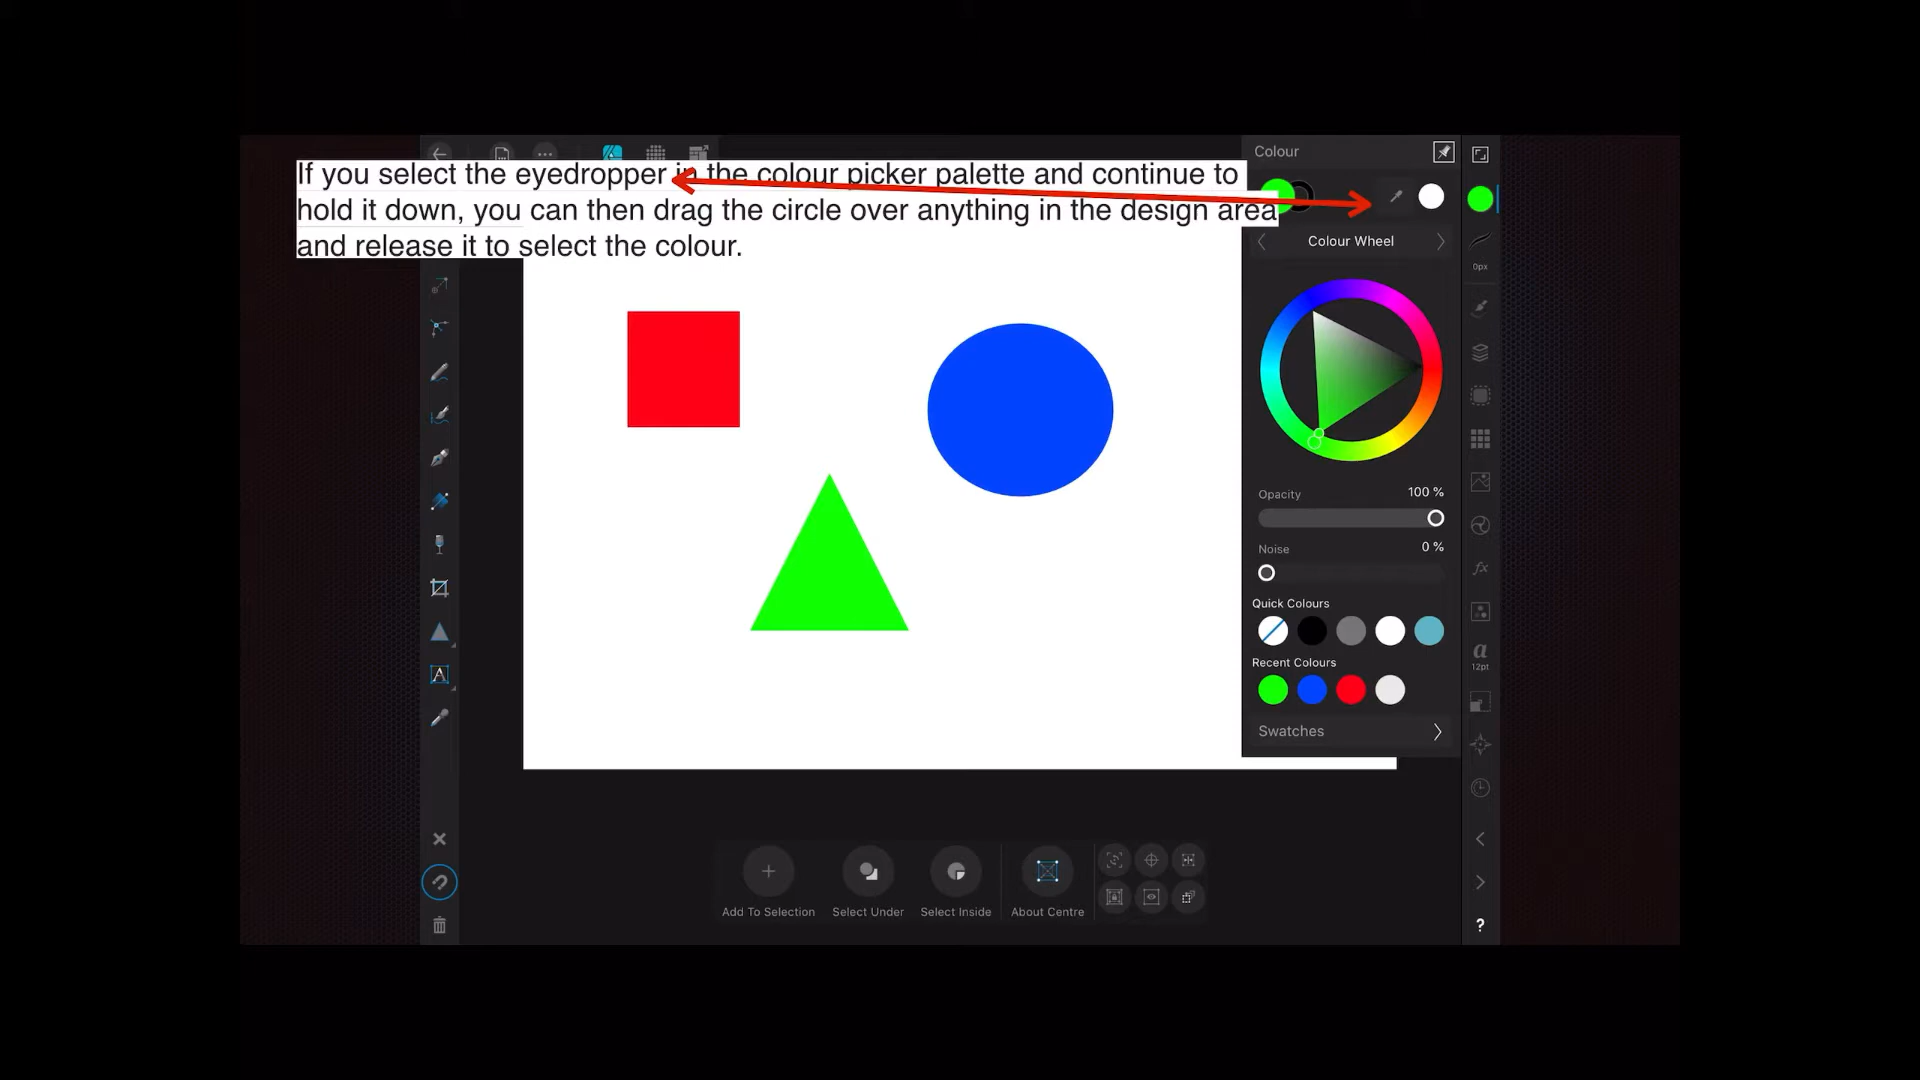 If you select the eyedropper in the colour picker palette and continue to
hold it down, you can then drag the circle over anything in the design area
and release it to select the colour.
Colour
Colour Wheel
0px
Opacity 100 %
Noise 0 %
Quick Colours
Recent Colours
a
12pt
Swatches
A
fx
Add To Selection
Select Under
Select Inside
About Centre
?